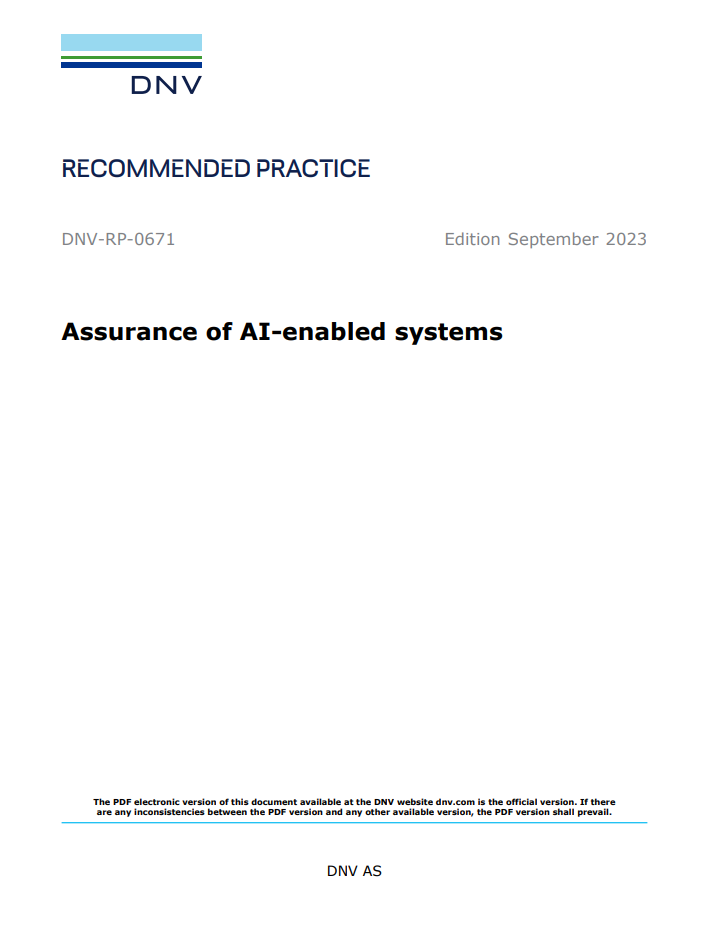 DNV
RECOMMENDED PRACTICE
DNV-RP-0671 Edition September 2023
Assurance of AI-enabled systems
The PDF electronic version of this document available at the DNV website dnv.com is the official version. If there
are any inconsistencies between the PDF version and any other available version, the PDF version shall prevail.
DNV AS